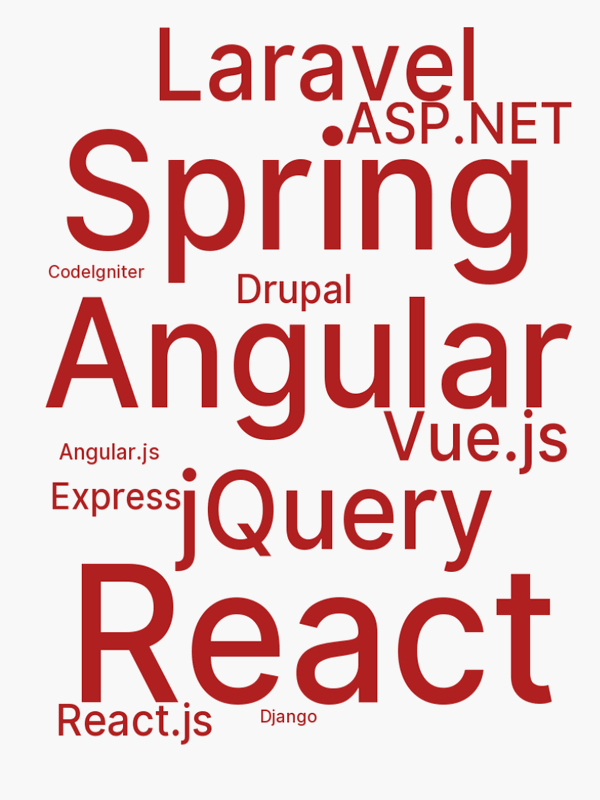 Laravel
ASP.NET
Spring
CodeIgniter
Drupal
Angular
Vue.js
Angular.js
Express
jQuery
React
React.js
Django